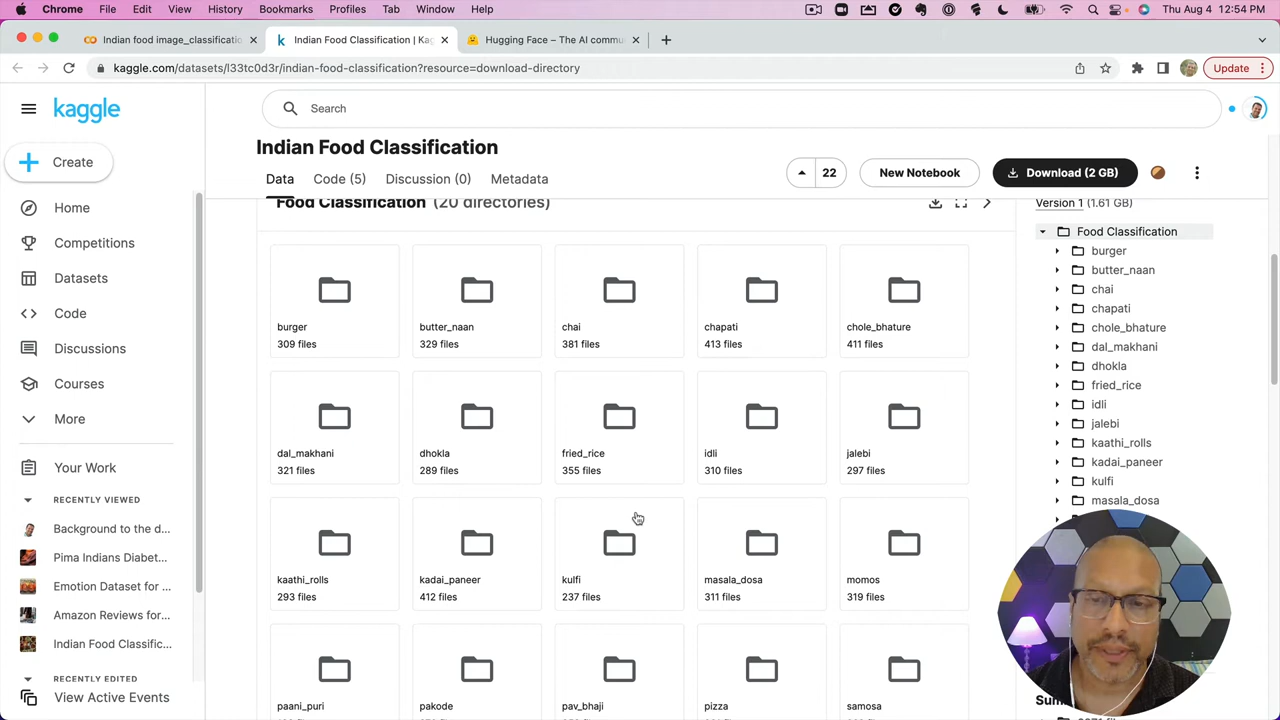 Chrome File Edit View History Bookmarks Profiles Tab Window Help Thu Aug 4 12:54 PM
Indian food image_classificatio Indian Food Classification | Kag Hugging Face – The AI commu
kaggle.com/datasets/l33tc0d3r/indian-food-classification?resource=download-directory Update
kaggle
Search
Create
Home
Competitions
Datasets
Code
Discussions
Courses
More
Your Work
RECENTLY VIEWED
Background to the d...
Pima Indians Diabet...
Emotion Dataset for ...
Amazon Reviews for...
Indian Food Classific...
RECENTLY EDITED
View Active Events
Indian Food Classification
Data Code (5) Discussion (0) Metadata
22 New Notebook Download (2 GB)
Food Classification (20 directories)
burger butter_naan chai chapati chole_bhature
309 files 329 files 381 files 413 files 411 files
dal_makhani dhokla fried_rice idli jalebi
321 files 289 files 355 files 310 files 297 files
kaathi_rolls kadai_paneer kulfi masala_dosa momos
293 files 412 files 237 files 311 files 319 files
paani_puri pakode pav_bhaji pizza samosa
Version 1 (1.61 GB)
Food Classification
burger
butter_naan
chai
chapati
chole_bhature
dal_makhani
dhokla
fried_rice
idli
jalebi
kaathi_rolls
kadai_paneer
kulfi
masala_dosa